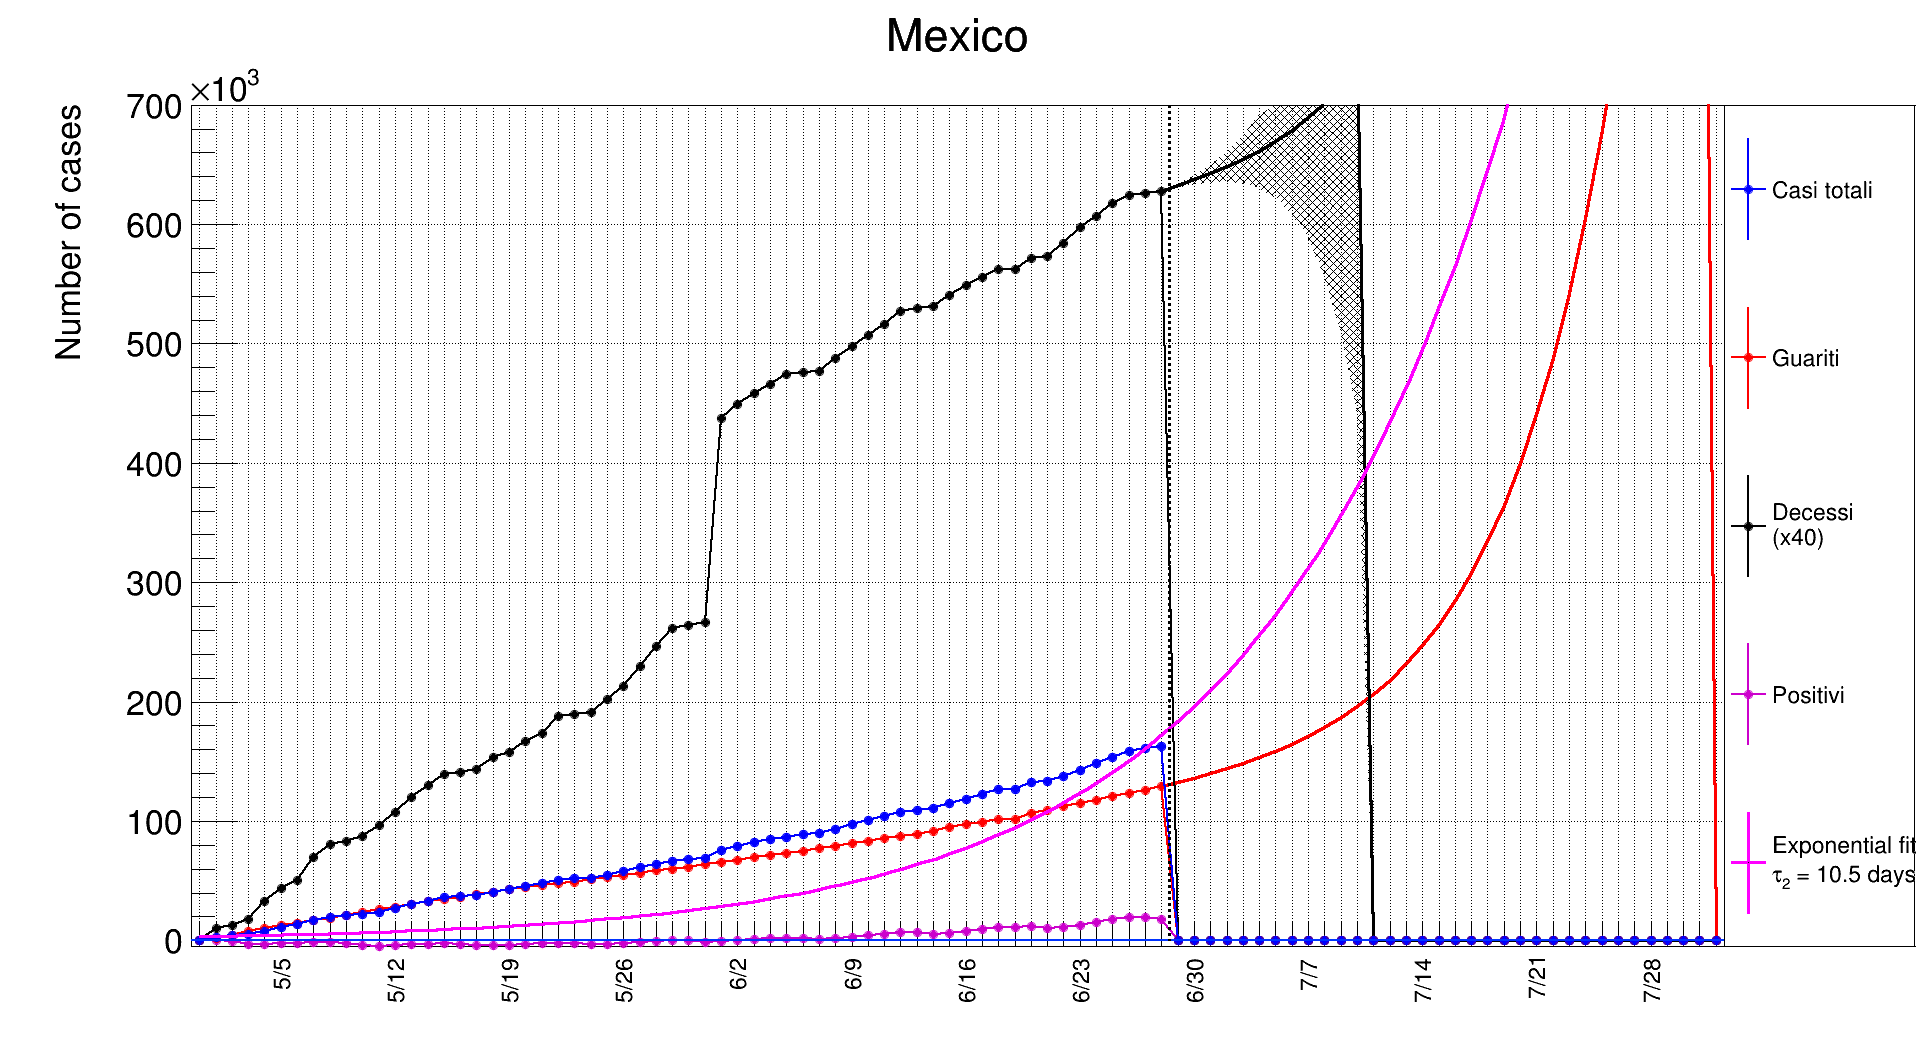 Mexico
×10³
Number of cases
700
600
500
400
300
200
100
0
5/5
5/12
5/19
5/26
6/2
6/9
6/16
6/23
6/30
7/7
7/14
7/21
7/28
Casi totali
Guariti
Decessi
(x40)
Positivi
Exponential fit
τ₂ = 10.5 days